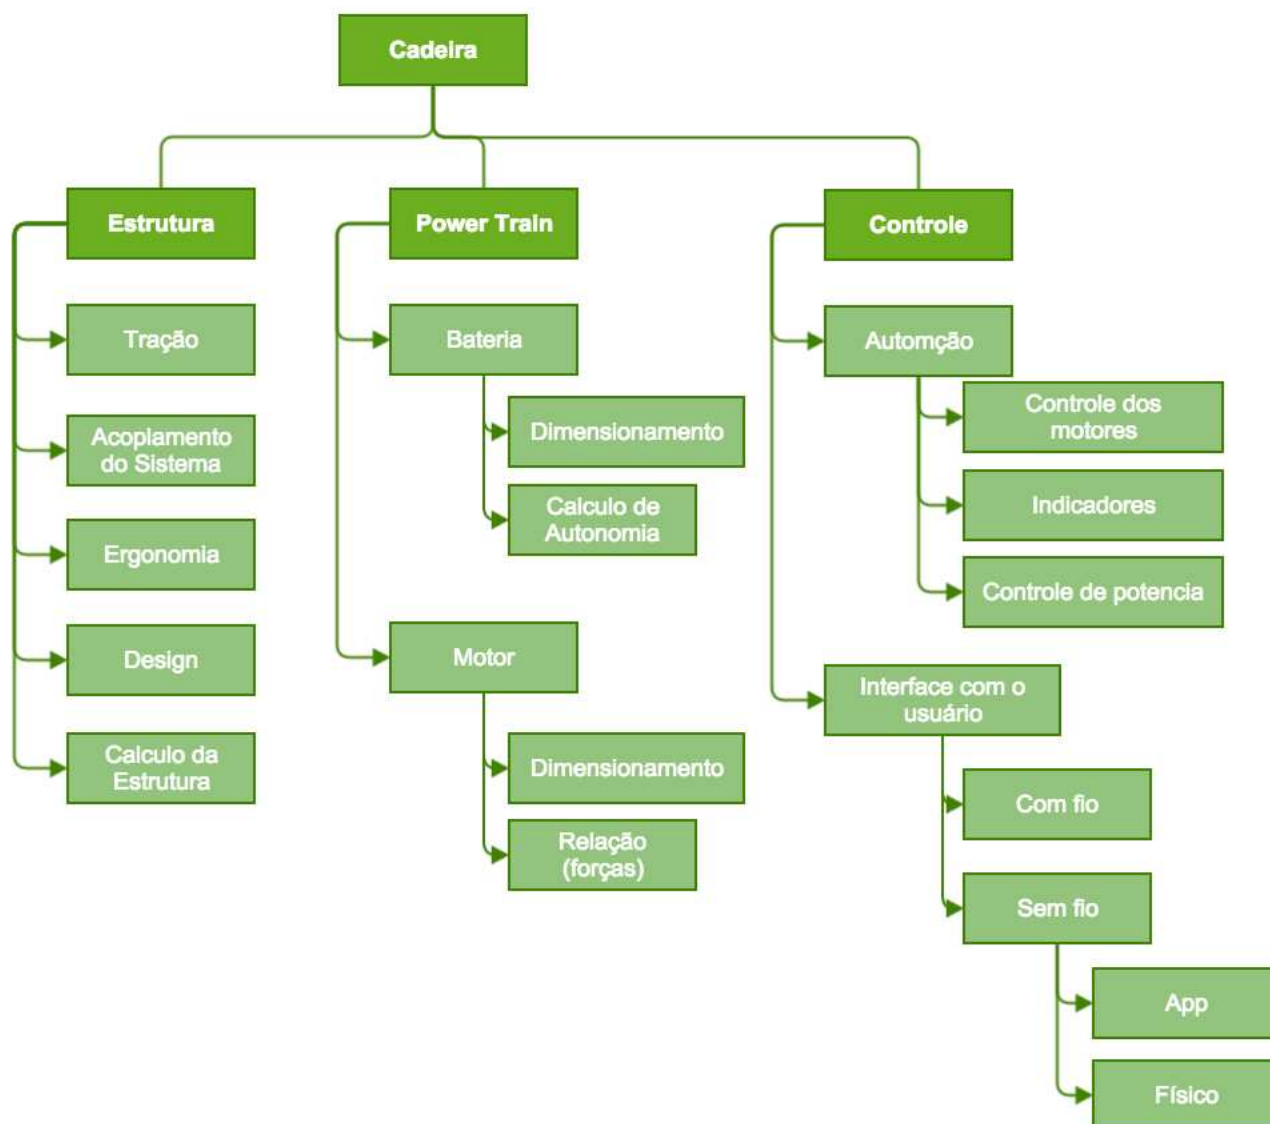 Cadeira
Estrutura
Power Train
Controle
Tração
Acoplamento
do Sistema
Ergonomia
Design
Calculo da
Estrutura
Bateria
Dimensionamento
Calculo de
Autonomia
Motor
Dimensionamento
Relação
(forças)
Automção
Controle dos
motores
Indicadores
Controle de potencia
Interface com o
usuário
Com fio
Sem fio
App
Físico